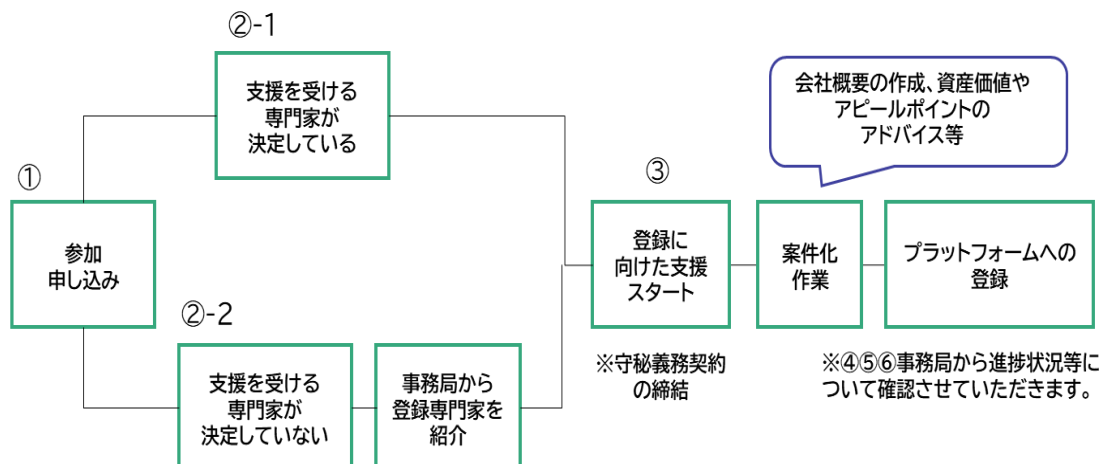 ②-1
支援を受ける
専門家が
決定している
会社概要の作成、資産価値や
アピールポイントの
アドバイス等
①
参加
申し込み
③
登録に
向けた支援
スタート
案件化
作業
プラットフォームへの
登録
②-2
支援を受ける
専門家が
決定していない
事務局から
登録専門家を
紹介
※守秘義務契約
の締結
※④⑤⑥事務局から進捗状況等に
ついて確認させていただきます。